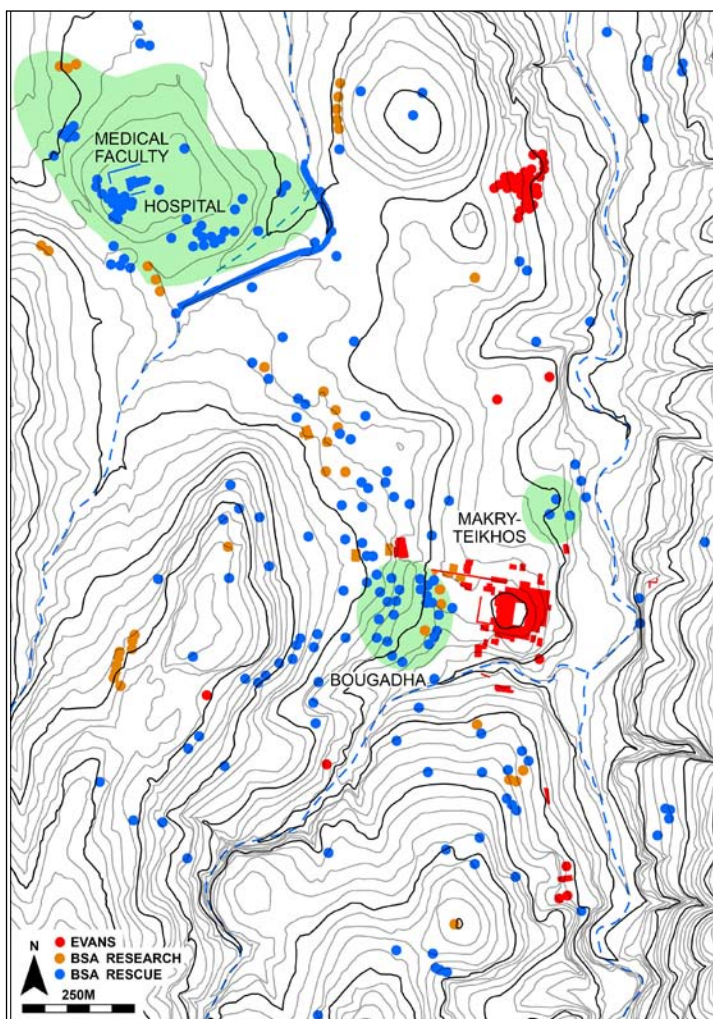 MEDICAL
FACULTY
HOSPITAL
MAKRY-
TEIKHOS
BOUGADHA
N
EVANS
BSA RESEARCH
BSA RESCUE
250M